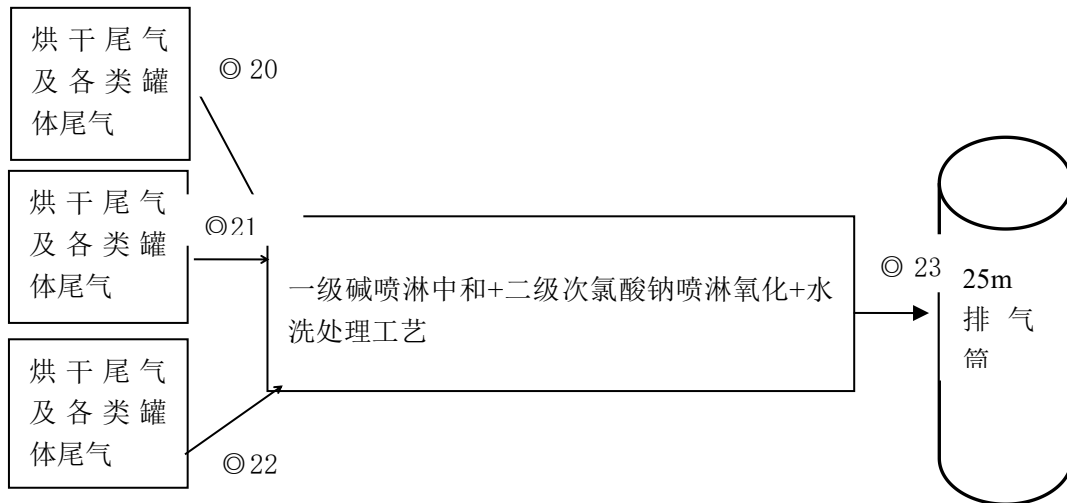 烘干尾气
及各类罐
体尾气
◎20
烘干尾气
及各类罐
体尾气
◎21
烘干尾气
及各类罐
体尾气
◎22
一级碱喷淋中和+二级次氯酸钠喷淋氧化+水
洗处理工艺
◎ 23
25m
排气
筒